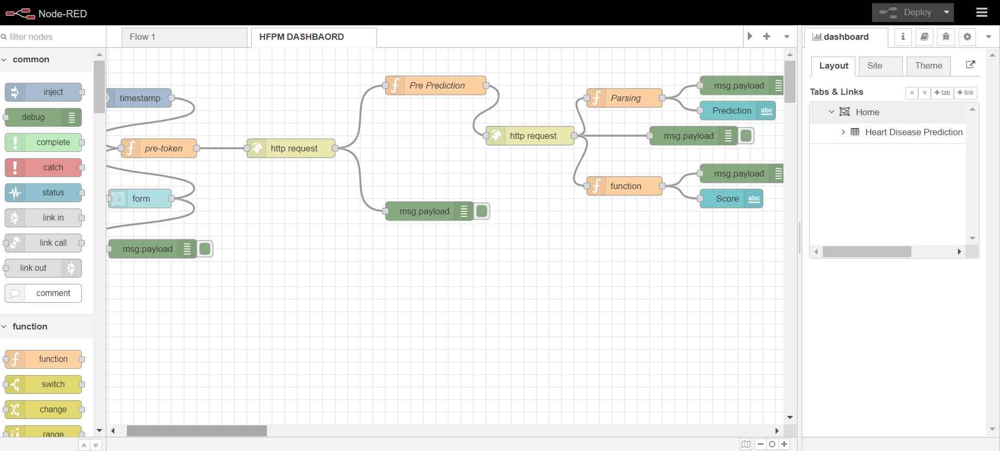 Node-RED
Deploy
filter nodes
Flow 1
HFPM DASHBAORD
dashboard
i
common
inject
debug
complete
catch
status
link in
link call
link out
comment
function
function
switch
change
range
timestamp
pre-token
http request
form
msg.payload
Pre Prediction
msg.payload
http request
Parsing
msg.payload
Prediction
abc
msg.payload
function
msg.payload
Score
abc
Layout
Site
Theme
Tabs & Links
tab
link
Home
Heart Disease Prediction